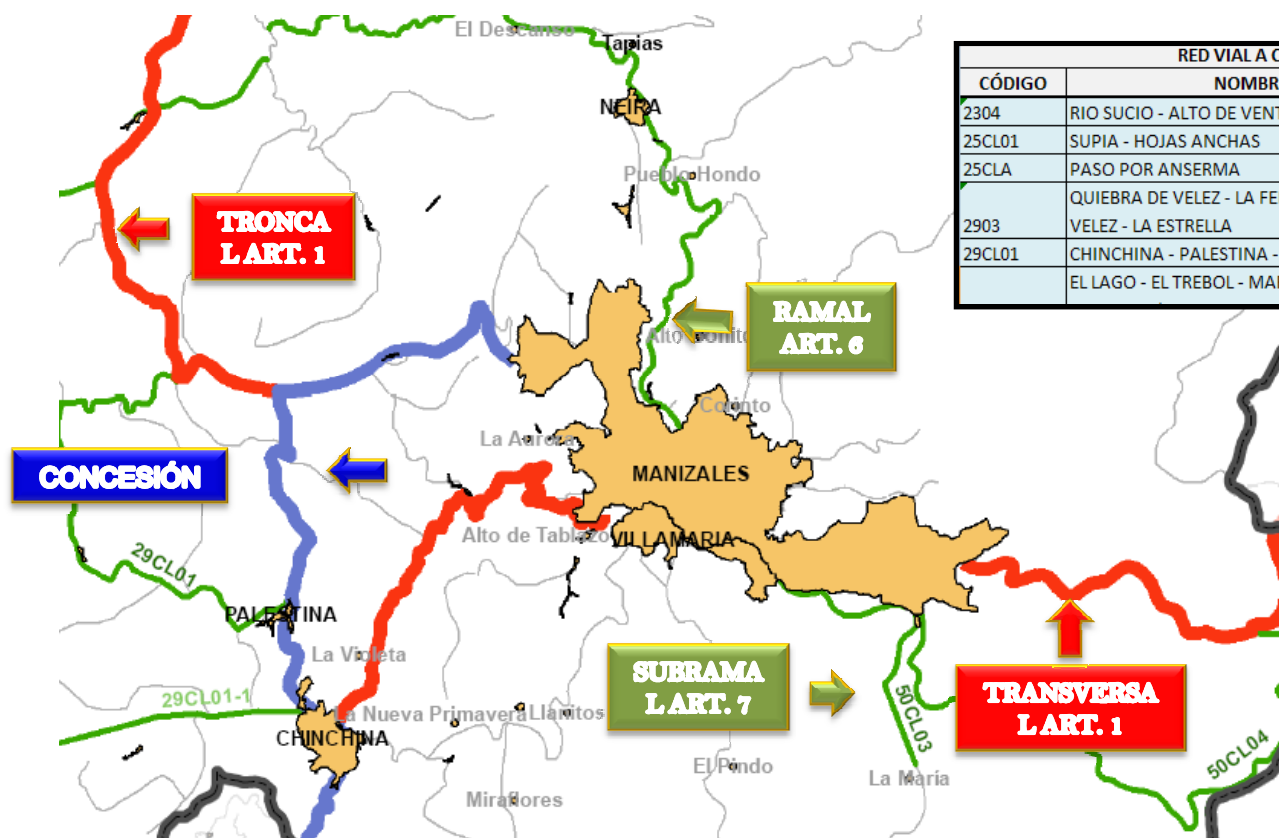 El Descanso
Tapias
NEIRA
Pueblo Hondo
RED VIAL A C
CÓDIGO NOMBR
2304 RIO SUCIO - ALTO DE VENT
25CL01 SUPIA - HOJAS ANCHAS
25CLA PASO POR ANSERMA
QUIEBRA DE VELEZ - LA FE
2903 VELEZ - LA ESTRELLA
29CL01 CHINCHINA - PALESTINA -
EL LAGO - EL TREBOL - MA
TRONCA
L ART. 1
RAMAL
ART. 6
Alto Bonito
Corinto
La Aurora
CONCESIÓN
MANIZALES
Alto de Tablazo
VILLAMARIA
29CL01
PALESTINA
La Violeta
SUBRAMA
L ART. 7
TRANSVERSA
L ART. 1
29CL01-1
La Nueva Primavera
Llanitos
CHINCHINA
50CL03
50CL04
El Pindo
La María
Miraflores